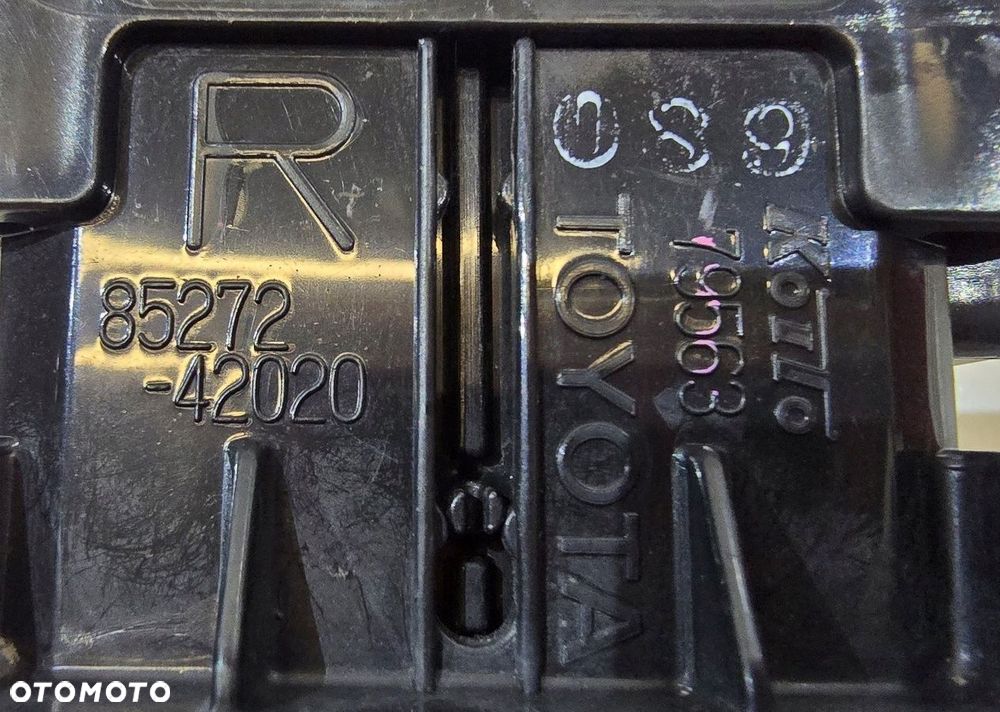 R
85272
-42020
TOYOTA
79563
KOITO
OTOMOTO